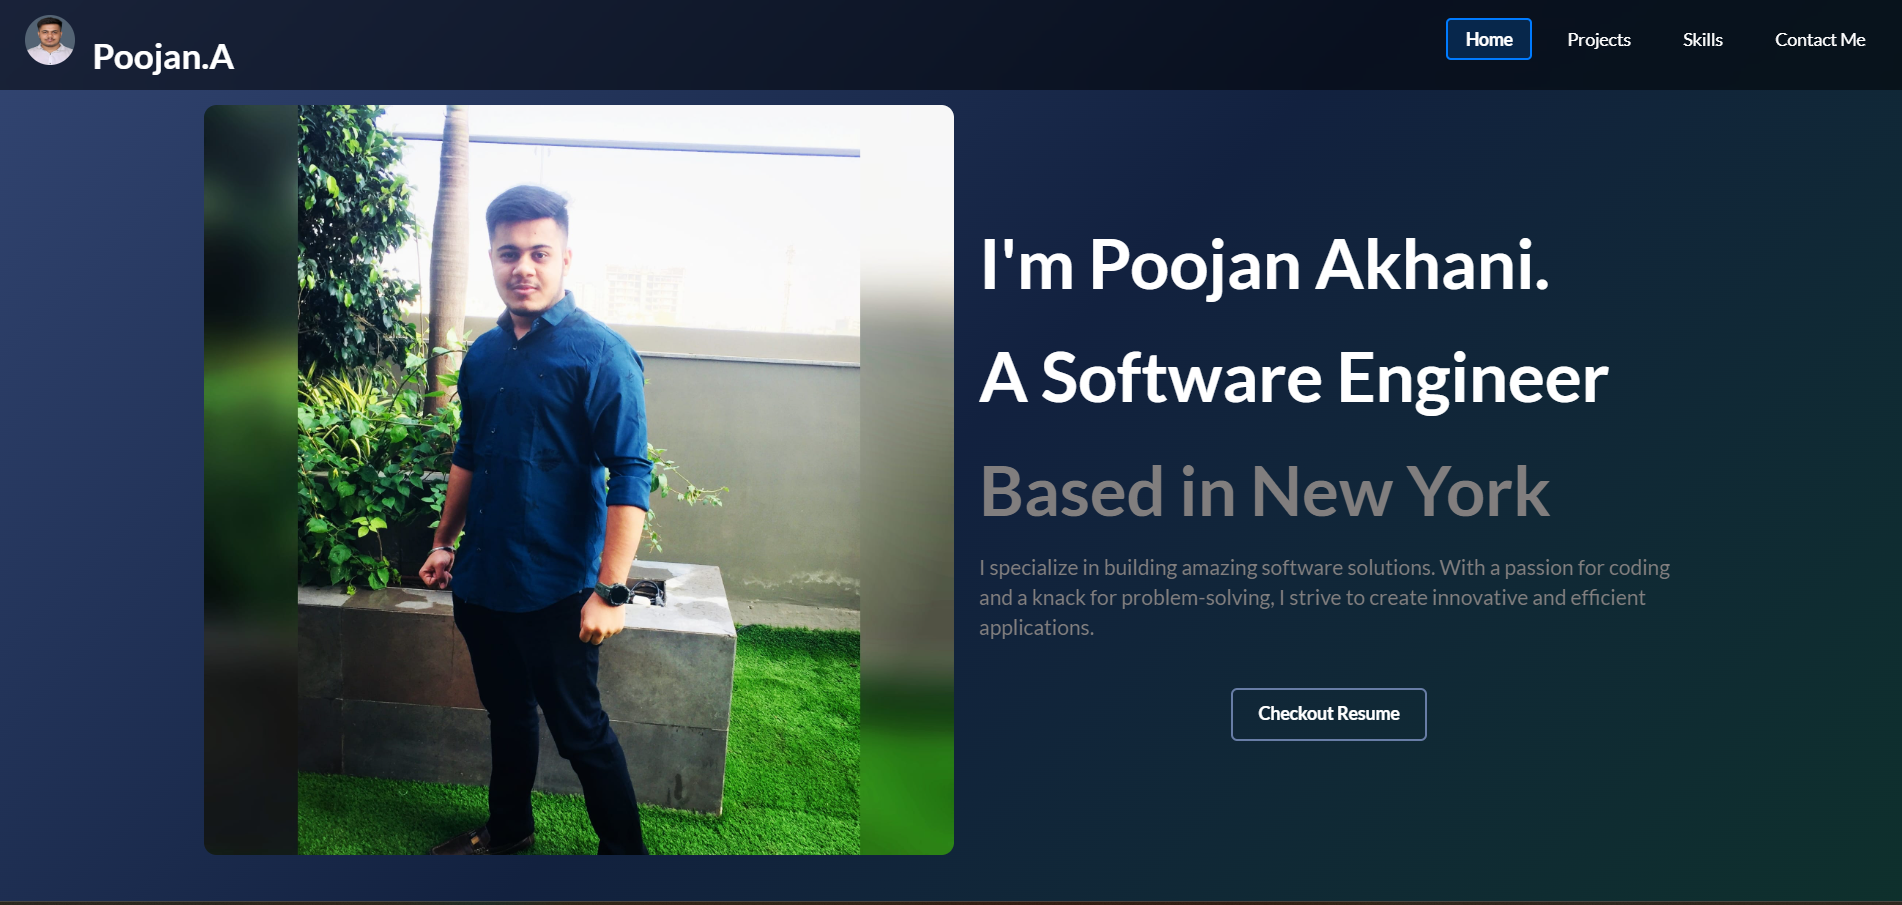 Poojan.A
Home
Projects
Skills
Contact Me
I'm Poojan Akhani.
A Software Engineer
Based in New York
I specialize in building amazing software solutions. With a passion for coding
and a knack for problem-solving, I strive to create innovative and efficient
applications.
Checkout Resume